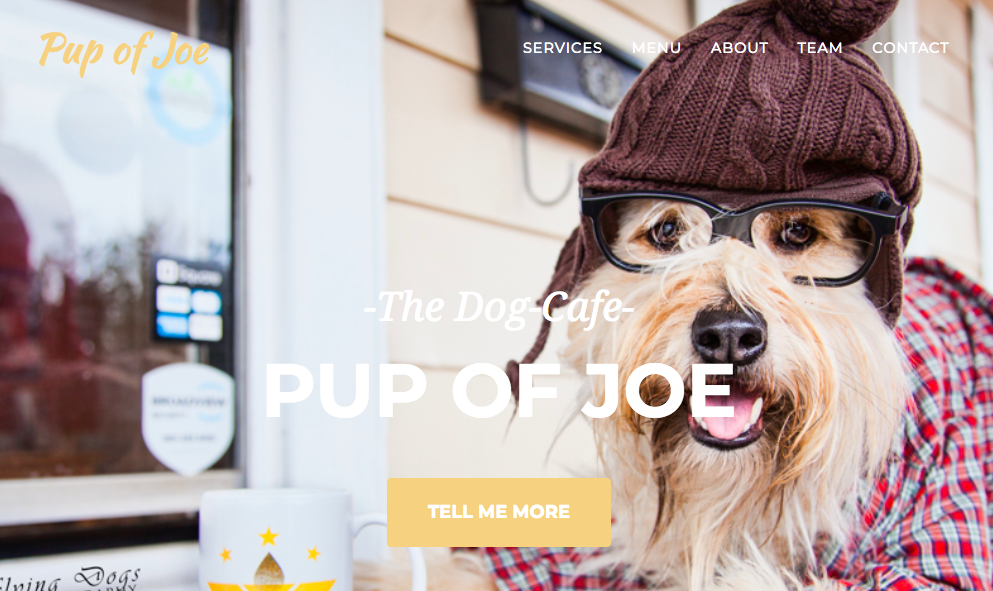 Pup of Joe
SERVICES MENU ABOUT TEAM CONTACT
-The Dog-Cafe-
PUP OF JOE
TELL ME MORE
BROADVIEW
Flying Dogs